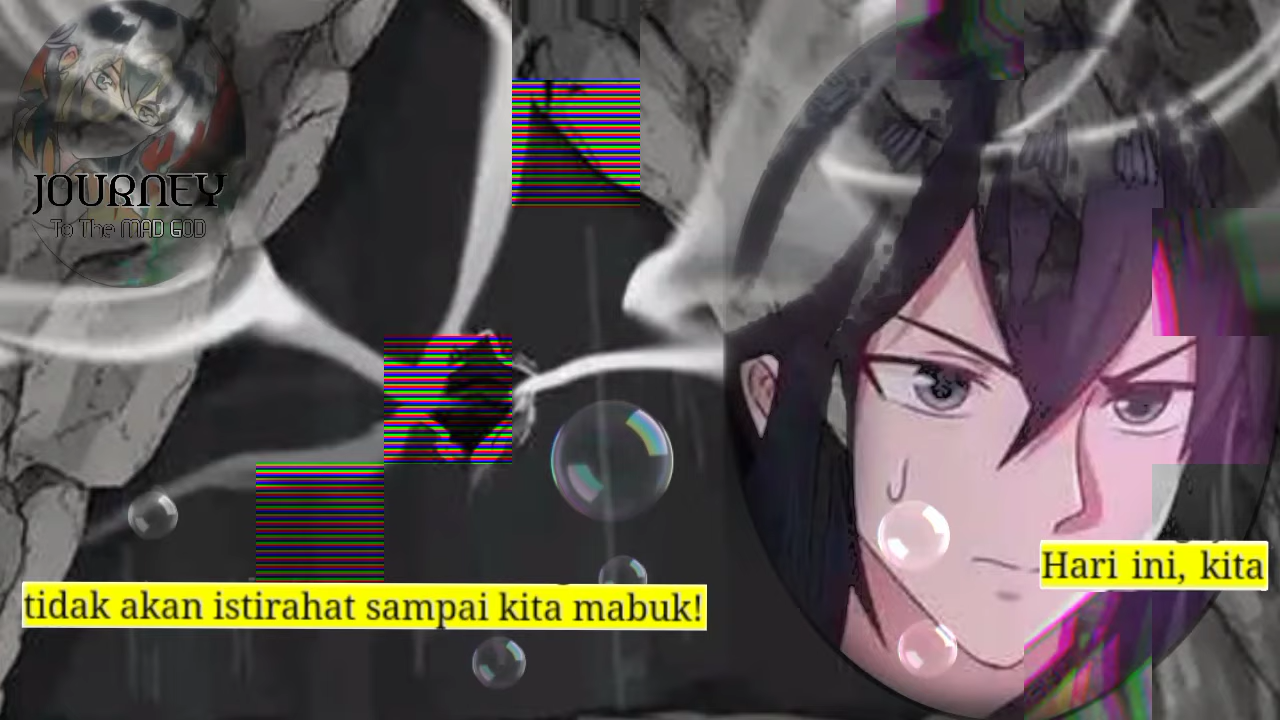 JOURNEY
To The MAD GOD
Hari ini, kita
tidak akan istirahat sampai kita mabuk!